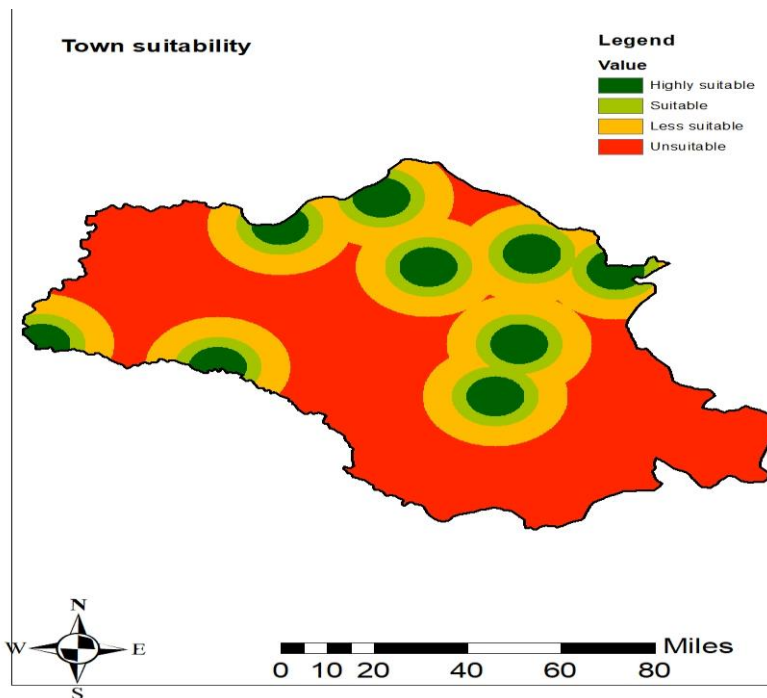 Town suitability
Legend
Value
Highly suitable
Suitable
Less suitable
Unsuitable
N
W E
S
Miles
0 10 20 40 60 80